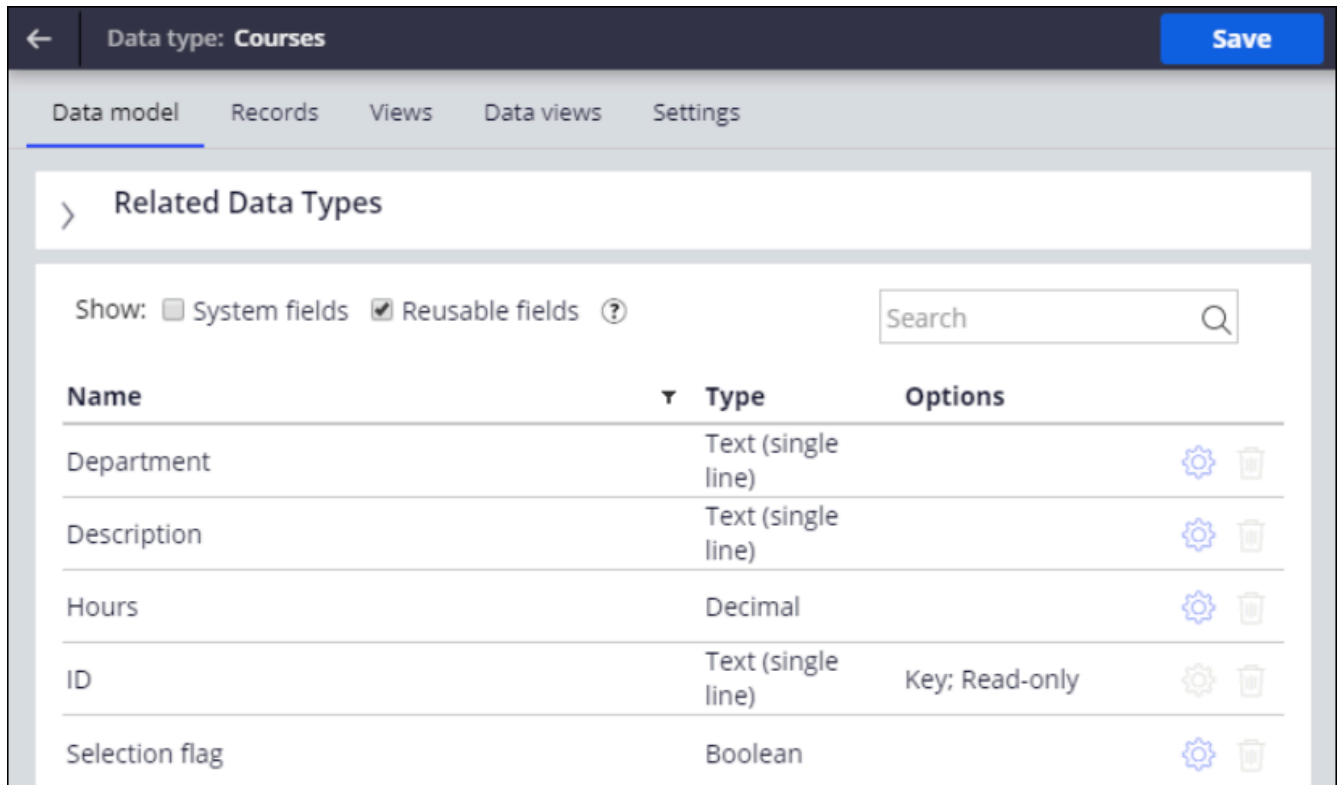 Data type: Courses
Save
Data model Records Views Data views Settings
Related Data Types
Show: System fields Reusable fields ?
Search
Name Type Options
Department Text (single line)
Description Text (single line)
Hours Decimal
ID Text (single line) Key; Read-only
Selection flag Boolean